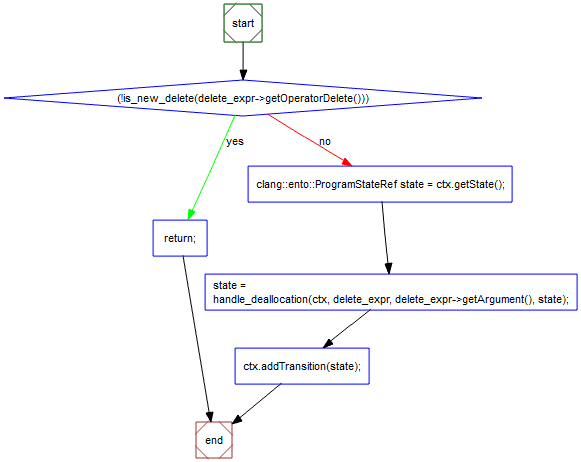 start
(!is_new_delete(delete_expr->getOperatorDelete()))
yes
no
clang::ento::ProgramStateRef state = ctx.getState();
return;
state =
handle_deallocation(ctx, delete_expr, delete_expr->getArgument(), state);
ctx.addTransition(state);
end